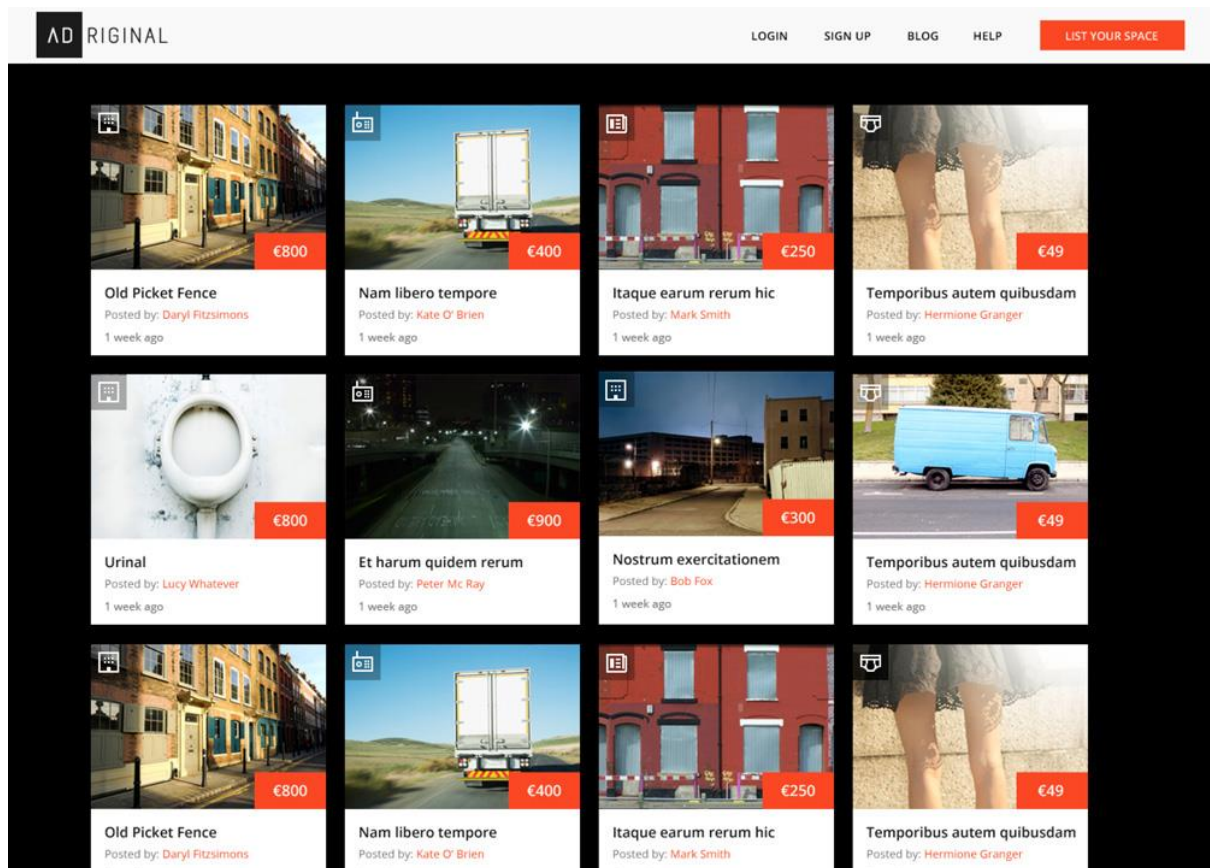 AD RIGINAL
LOGIN SIGN UP BLOG HELP LIST YOUR SPACE
€800 €400 €250 €49
Old Picket Fence Nam libero tempore Itaque earum rerum hic Temporibus autem quibusdam
Posted by: Daryl Fitzsimons Posted by: Kate O' Brien Posted by: Mark Smith Posted by: Hermione Granger
1 week ago 1 week ago 1 week ago 1 week ago
€800 €900 €300 €49
Urinal Et harum quidem rerum Nostrum exercitationem Temporibus autem quibusdam
Posted by: Lucy Whatever Posted by: Peter Mc Ray Posted by: Bob Fox Posted by: Hermione Granger
1 week ago 1 week ago 1 week ago 1 week ago
€800 €400 €250 €49
Old Picket Fence Nam libero tempore Itaque earum rerum hic Temporibus autem quibusdam
Posted by: Daryl Fitzsimons Posted by: Kate O' Brien Posted by: Mark Smith Posted by: Hermione Granger